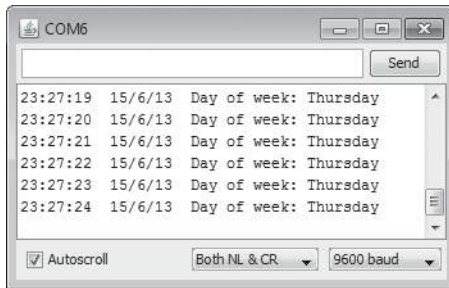 COM6
Send
23:27:19 15/6/13 Day of week: Thursday
23:27:20 15/6/13 Day of week: Thursday
23:27:21 15/6/13 Day of week: Thursday
23:27:22 15/6/13 Day of week: Thursday
23:27:23 15/6/13 Day of week: Thursday
23:27:24 15/6/13 Day of week: Thursday
Autoscroll Both NL & CR 9600 baud